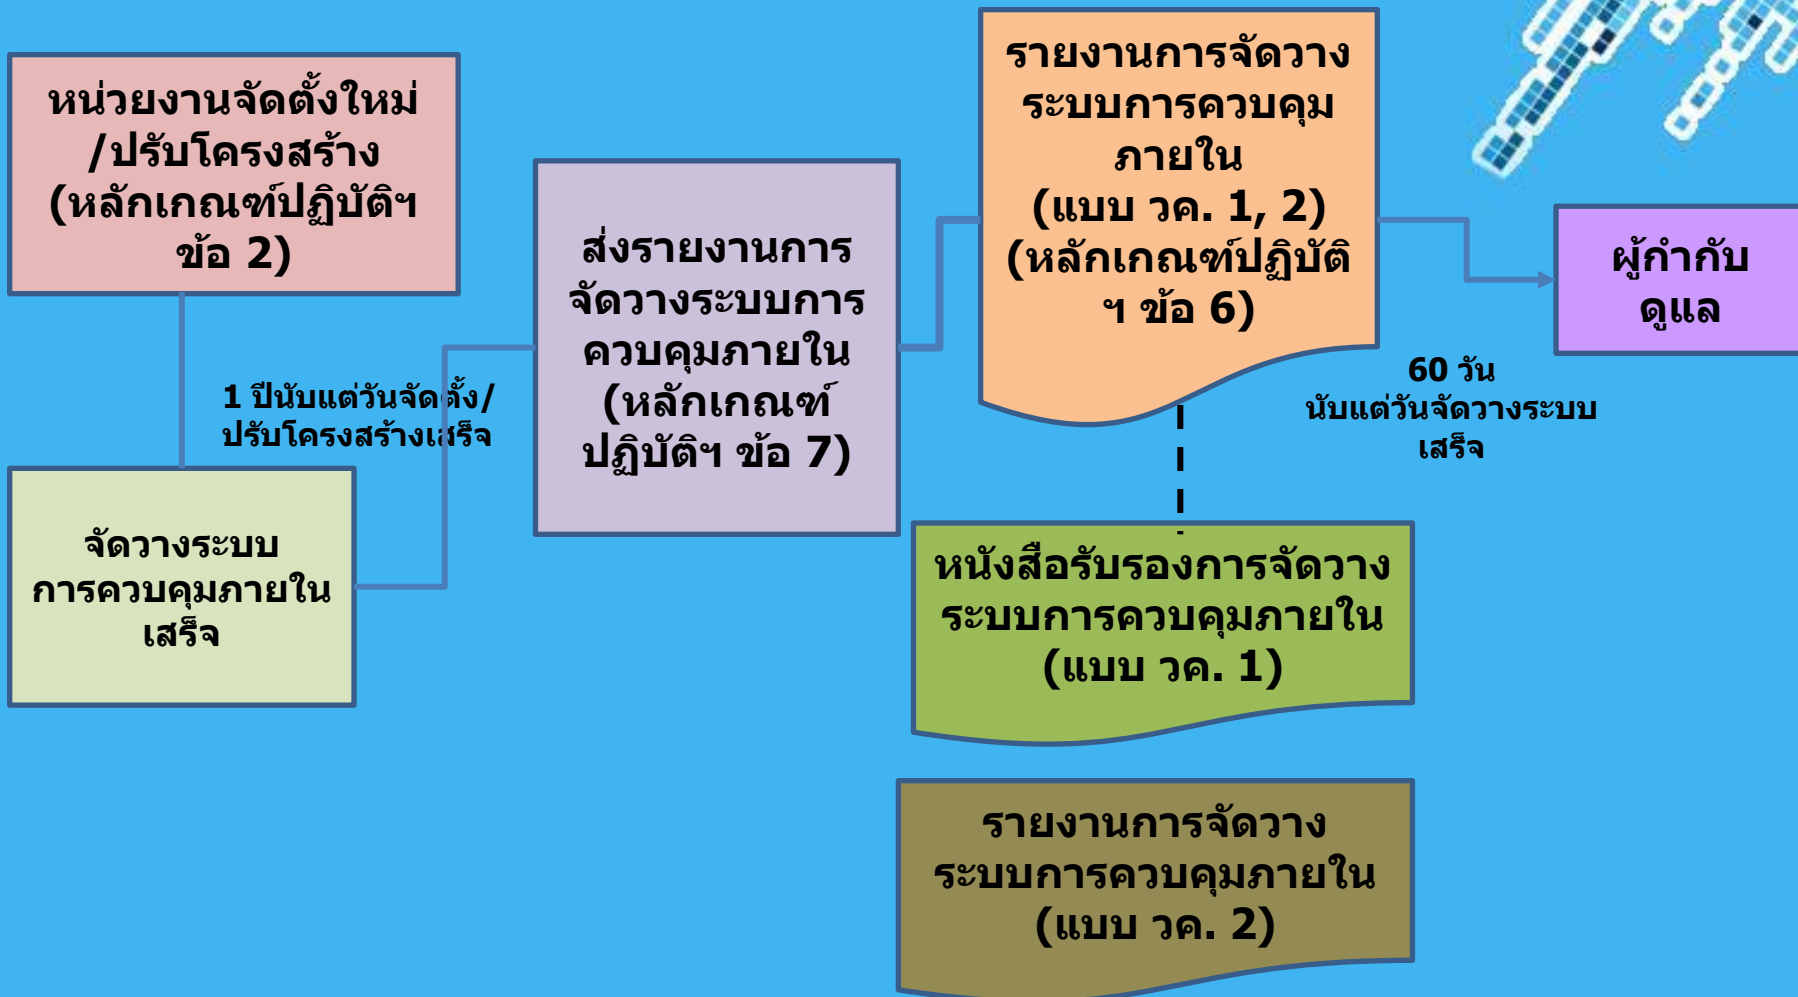 หน่วยงานจัดตั้งใหม่
/ปรับโครงสร้าง
(หลักเกณฑ์ปฏิบัติฯ
ข้อ 2)
1 ปีนับแต่วันจัดตั้ง/
ปรับโครงสร้างเสร็จ
จัดวางระบบ
การควบคุมภายใน
เสร็จ
ส่งรายงานการ
จัดวางระบบการ
ควบคุมภายใน
(หลักเกณฑ์
ปฏิบัติฯ ข้อ 7)
รายงานการจัดวาง
ระบบการควบคุม
ภายใน
(แบบ วค. 1, 2)
(หลักเกณฑ์ปฏิบัติ
ฯ ข้อ 6)
ผู้กำกับ
ดูแล
60 วัน
นับแต่วันจัดวางระบบ
เสร็จ
หนังสือรับรองการจัดวาง
ระบบการควบคุมภายใน
(แบบ วค. 1)
รายงานการจัดวาง
ระบบการควบคุมภายใน
(แบบ วค. 2)